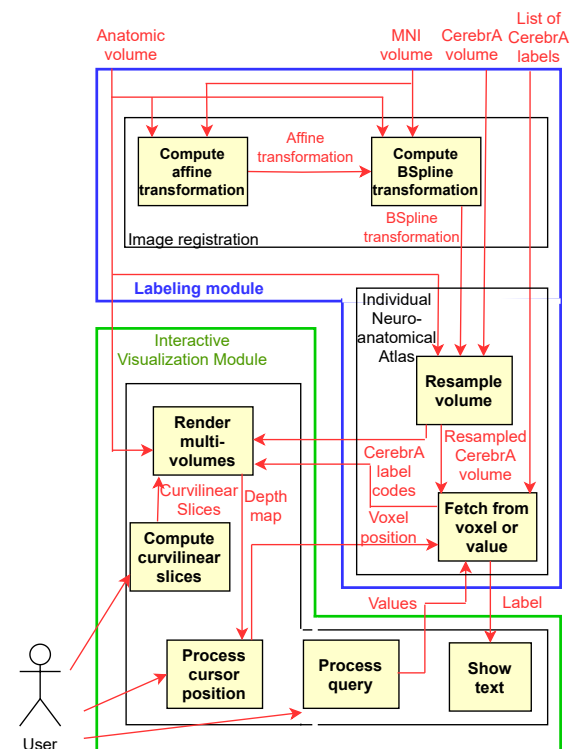 Anatomic
volume
MNI
volume
CerebrA
volume
List of
CerebrA
labels
Compute
affine
transformation
Affine
transformation
Compute
BSpline
transformation
BSpline
transformation
Image registration
Labeling module
Individual
Neuro-
anatomical
Atlas
Interactive
Visualization Module
Resample
volume
Render
multi-
volumes
CerebrA
label
codes
Resampled
CerebrA
volume
Curvilinear
Slices
Depth
map
Voxel
position
Fetch from
voxel or
value
Compute
curvilinear
slices
Values
Label
Process
cursor
position
Process
query
Show
text
User